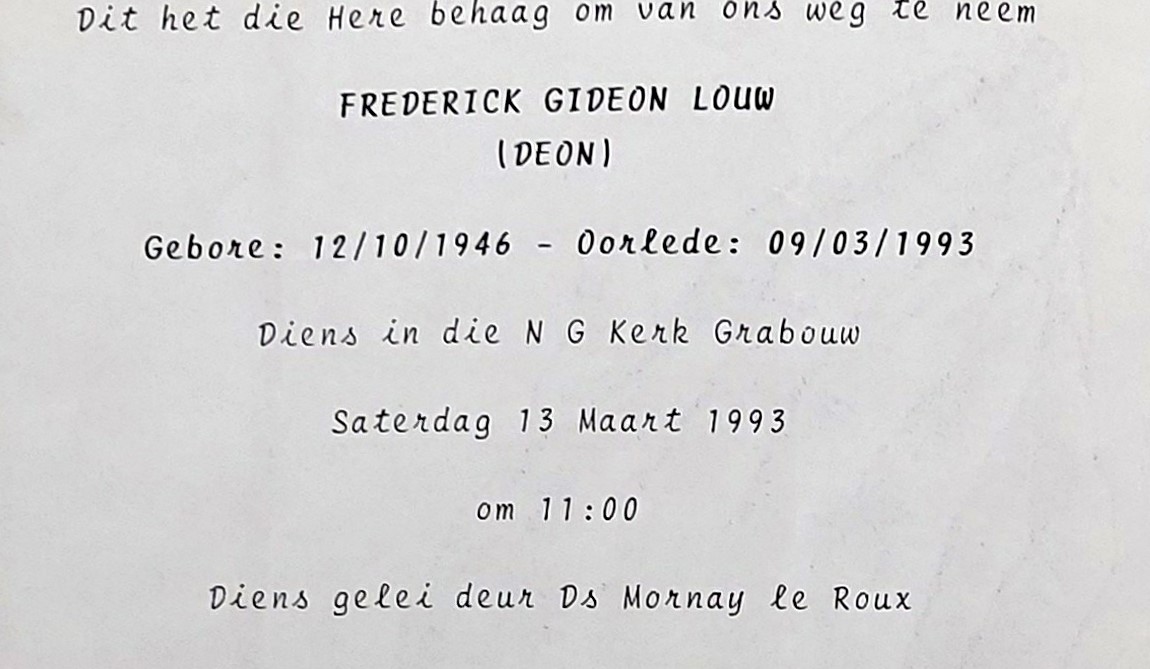 Dit het die Here behaag om van ons weg te neem
FREDERICK GIDEON LOUW
(DEON)
Gebore: 12/10/1946 - Oorlede: 09/03/1993
Diens in die N G Kerk Grabouw
Saterdag 13 Maart 1993
om 11:00
Diens gelei deur Ds Mornay le Roux